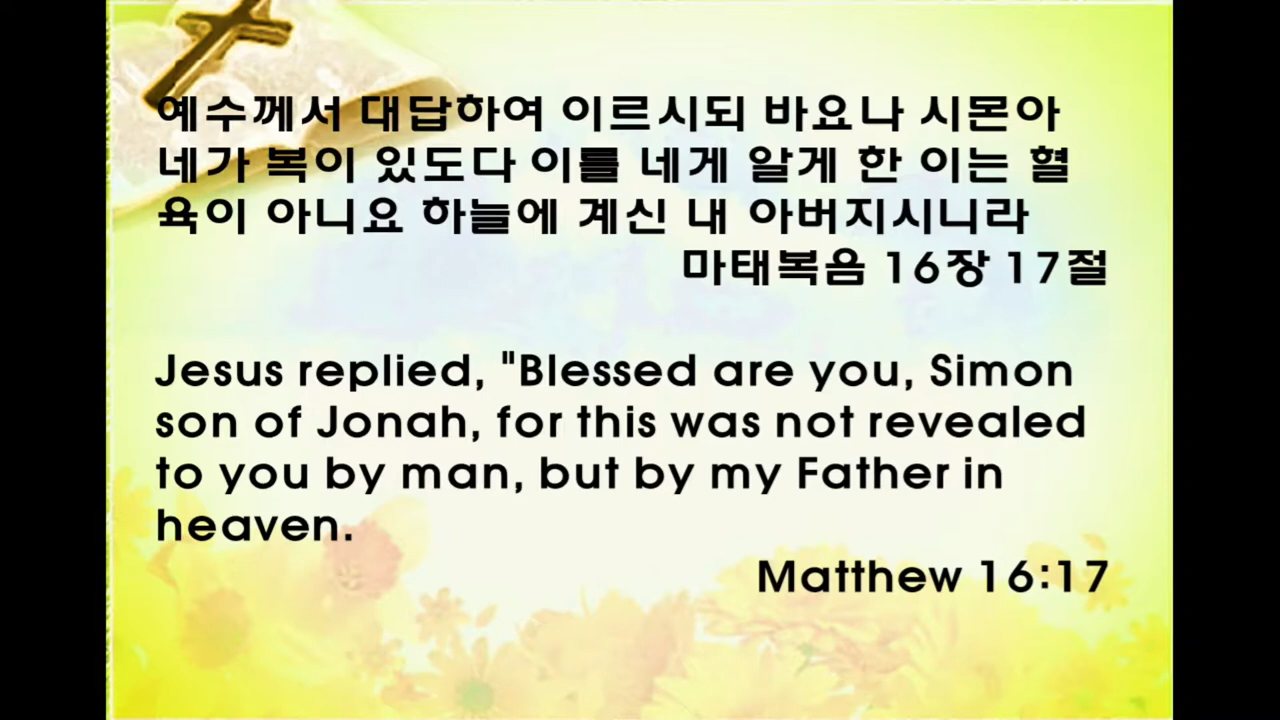 예수께서 대답하여 이르시되 바요나 시몬아
네가 복이 있도다 이를 네게 알게 한 이는 혈
육이 아니요 하늘에 계신 내 아버지시니라
마태복음 16장 17절
Jesus replied, "Blessed are you, Simon
son of Jonah, for this was not revealed
to you by man, but by my Father in
heaven.
Matthew 16:17